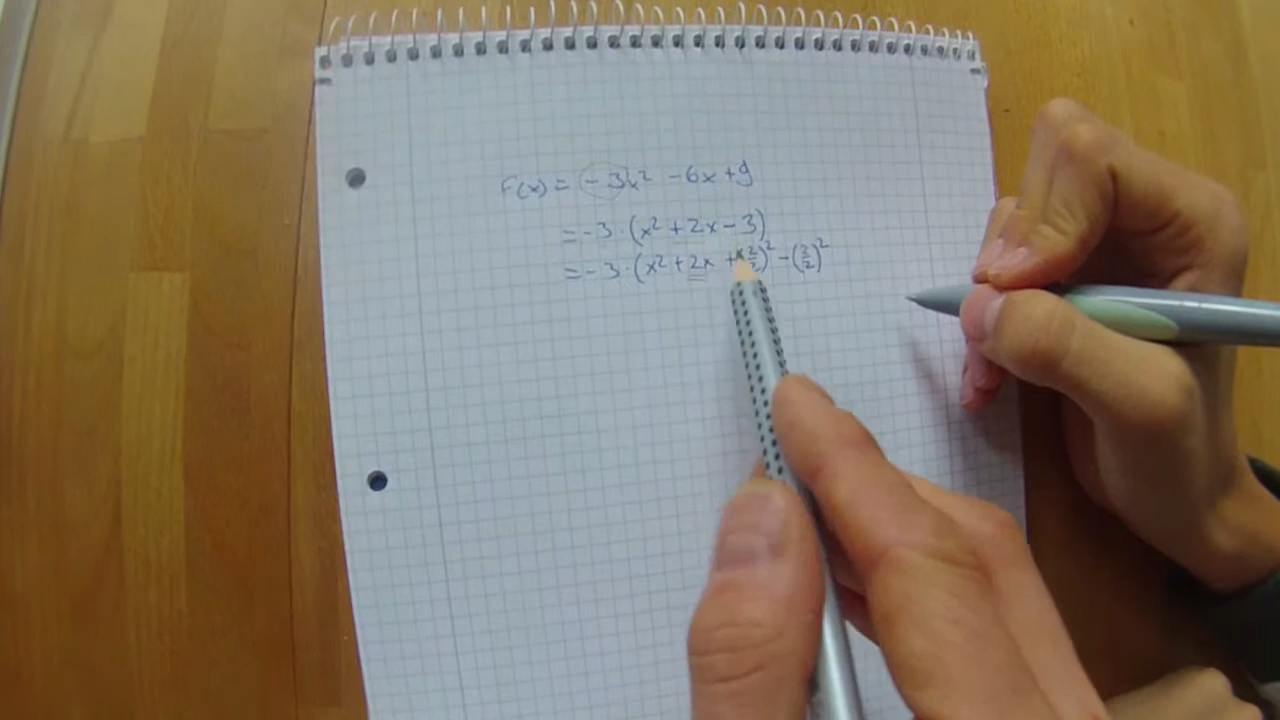 F(x) = -3x² - 6x + 9
= -3 · (x² + 2x - 3)
= -3 · (x² + 2x + (2/2)² - (2/2)²